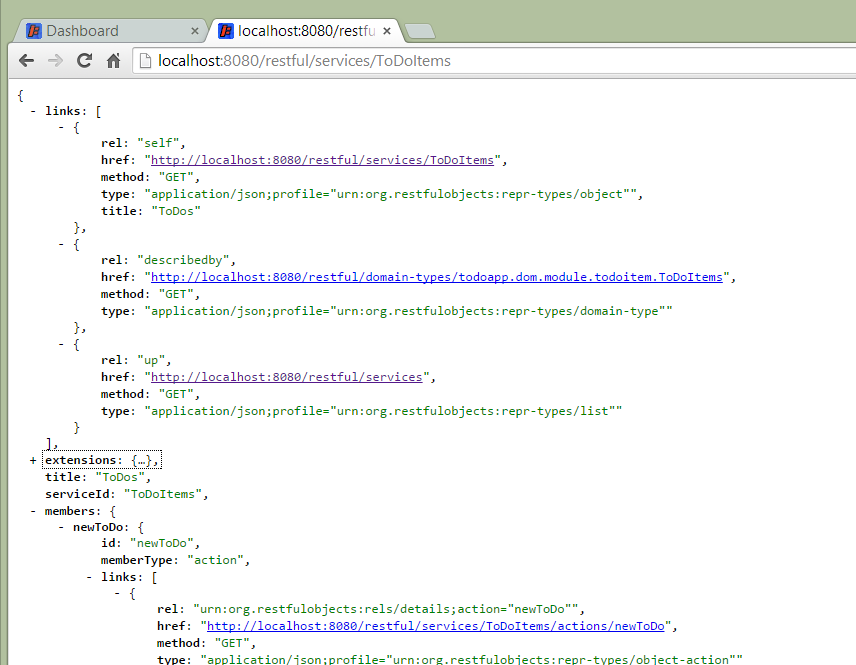 Dashboard × localhost:8080/restfu ×
localhost:8080/restful/services/ToDoItems
{
- links: [
- {
rel: "self",
href: "http://localhost:8080/restful/services/ToDoItems",
method: "GET",
type: "application/json;profile="urn:org.restfulobjects:repr-types/object"",
title: "ToDos"
},
- {
rel: "describedby",
href: "http://localhost:8080/restful/domain-types/todoapp.dom.module.todoitem.ToDoItems",
method: "GET",
type: "application/json;profile="urn:org.restfulobjects:repr-types/domain-type""
},
- {
rel: "up",
href: "http://localhost:8080/restful/services",
method: "GET",
type: "application/json;profile="urn:org.restfulobjects:repr-types/list""
}
],
+ extensions: {…},
title: "ToDos",
serviceId: "ToDoItems",
- members: {
- newToDo: {
id: "newToDo",
memberType: "action",
- links: [
- {
rel: "urn:org.restfulobjects:rels/details;action="newToDo"",
href: "http://localhost:8080/restful/services/ToDoItems/actions/newToDo",
method: "GET",
type: "application/json;profile="urn:org.restfulobjects:repr-types/object-action""